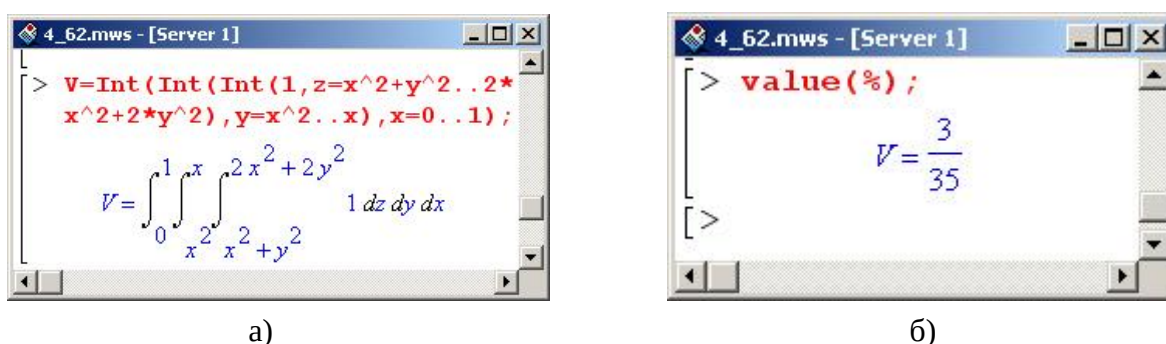 4_62.mws - [Server 1]
> V=Int(Int(Int(1,z=x^2+y^2..2*
x^2+2*y^2),y=x^2..x),x=0..1);
V = ∫₀¹ ∫_{x²}^{x} ∫_{x²+y²}^{2x²+2y²} 1 dz dy dx
а)
4_62.mws - [Server 1]
> value(%);
V = 3/35
>
б)